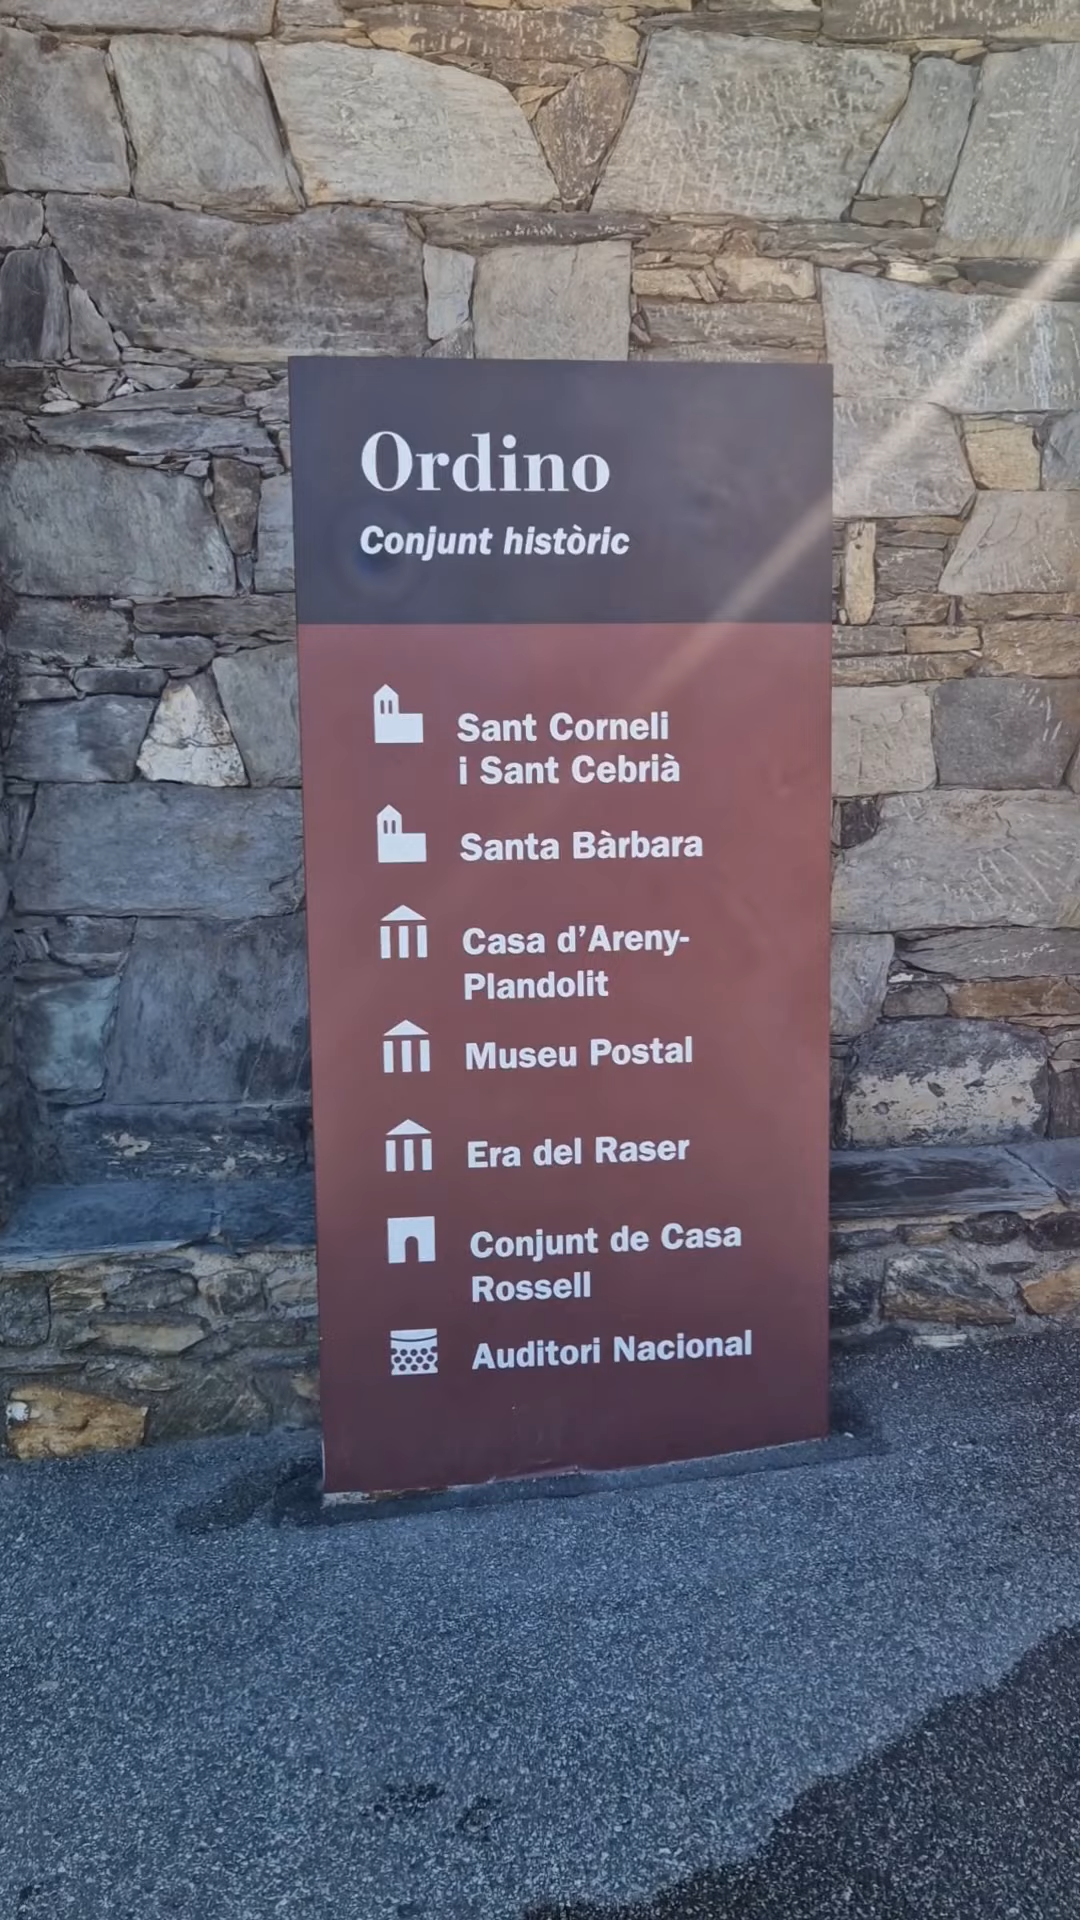 Ordino
Conjunt històric
Sant Corneli
i Sant Cebrià
Santa Bàrbara
Casa d’Areny-
Plandolit
Museu Postal
Era del Raser
Conjunt de Casa
Rossell
Auditori Nacional